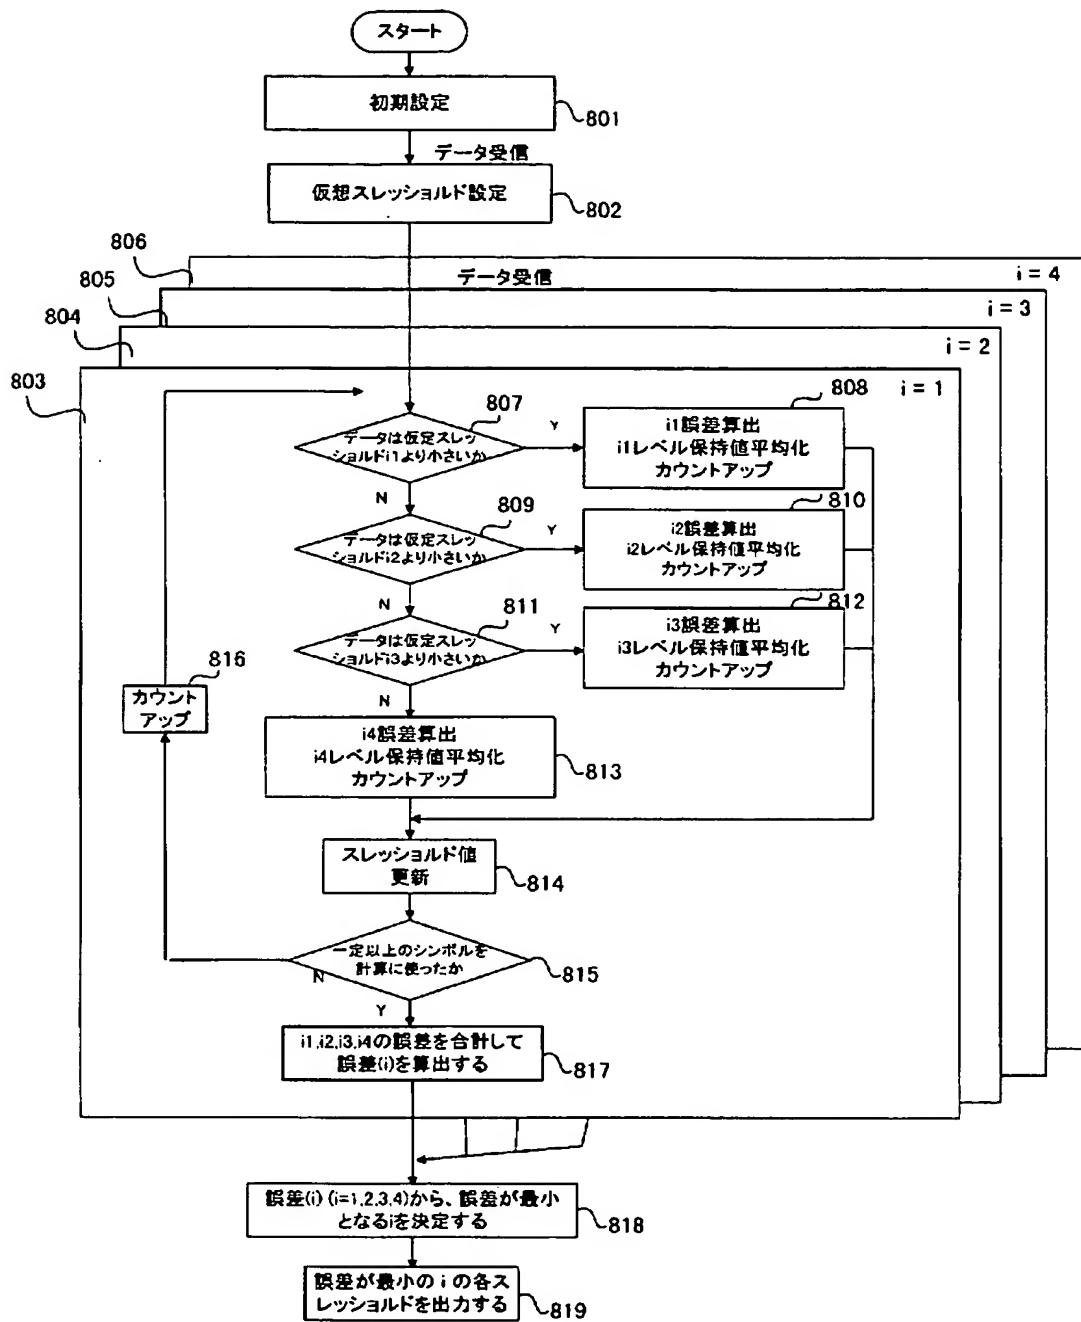 スタート
初期設定
801
データ受信
仮想スレッショルド設定
802
806
データ受信
i = 4
805
i = 3
804
i = 2
803
i = 1
807
データは仮定スレッ
ショルドi1より小さいか
Y
808
i1誤差算出
i1レベル保持値平均化
カウントアップ
N
809
データは仮定スレッ
ショルドi2より小さいか
Y
810
i2誤差算出
i2レベル保持値平均化
カウントアップ
N
811
データは仮定スレッ
ショルドi3より小さいか
Y
812
i3誤差算出
i3レベル保持値平均化
カウントアップ
N
816
カウント
アップ
i4誤差算出
i4レベル保持値平均化
カウントアップ
813
スレッショルド値
更新
814
一定以上のシンボルを
計算に使ったか
815
N
Y
i1,i2,i3,i4の誤差を合計して
誤差(i)を算出する
817
誤差(i) (i=1,2,3,4)から、誤差が最小
となるiを決定する
818
誤差が最小の i の各ス
レッショルドを出力する
819